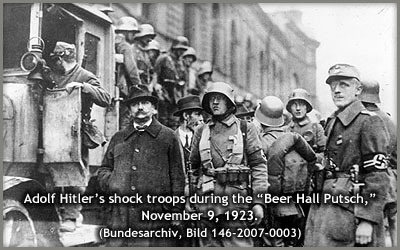 Adolf Hitler's shock troops during the “Beer Hall Putsch,”
November 9, 1923.
(Bundesarchiv, Bild 146-2007-0003)